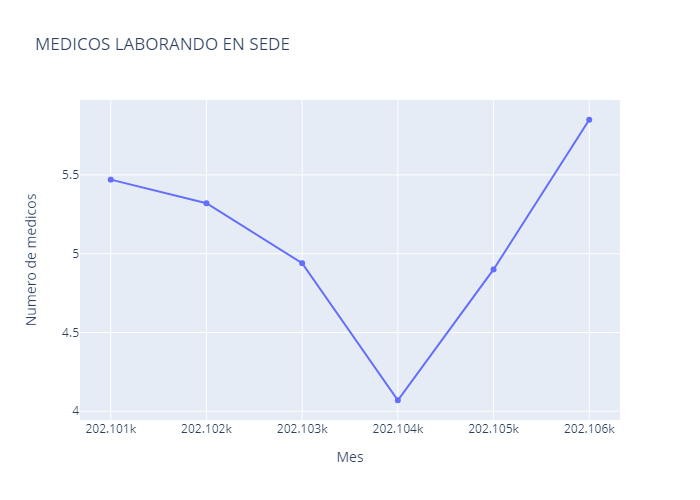 MEDICOS LABORANDO EN SEDE
Numero de medicos
5.5
5
4.5
4
202.101k 202.102k 202.103k 202.104k 202.105k 202.106k
Mes